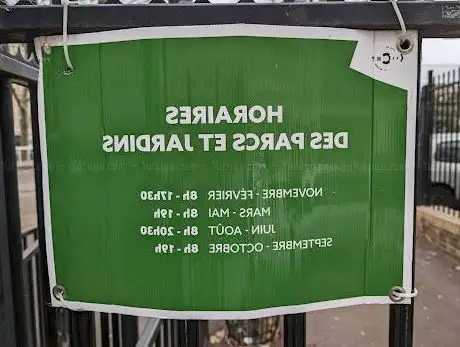 HORAIRES
DES PARCS ET JARDINS
NOVEMBRE - FÉVRIER 8h - 17h30
MARS - MAI 8h - 19h
JUIN - AOÛT 8h - 20h30
SEPTEMBRE - OCTOBRE 8h - 19h